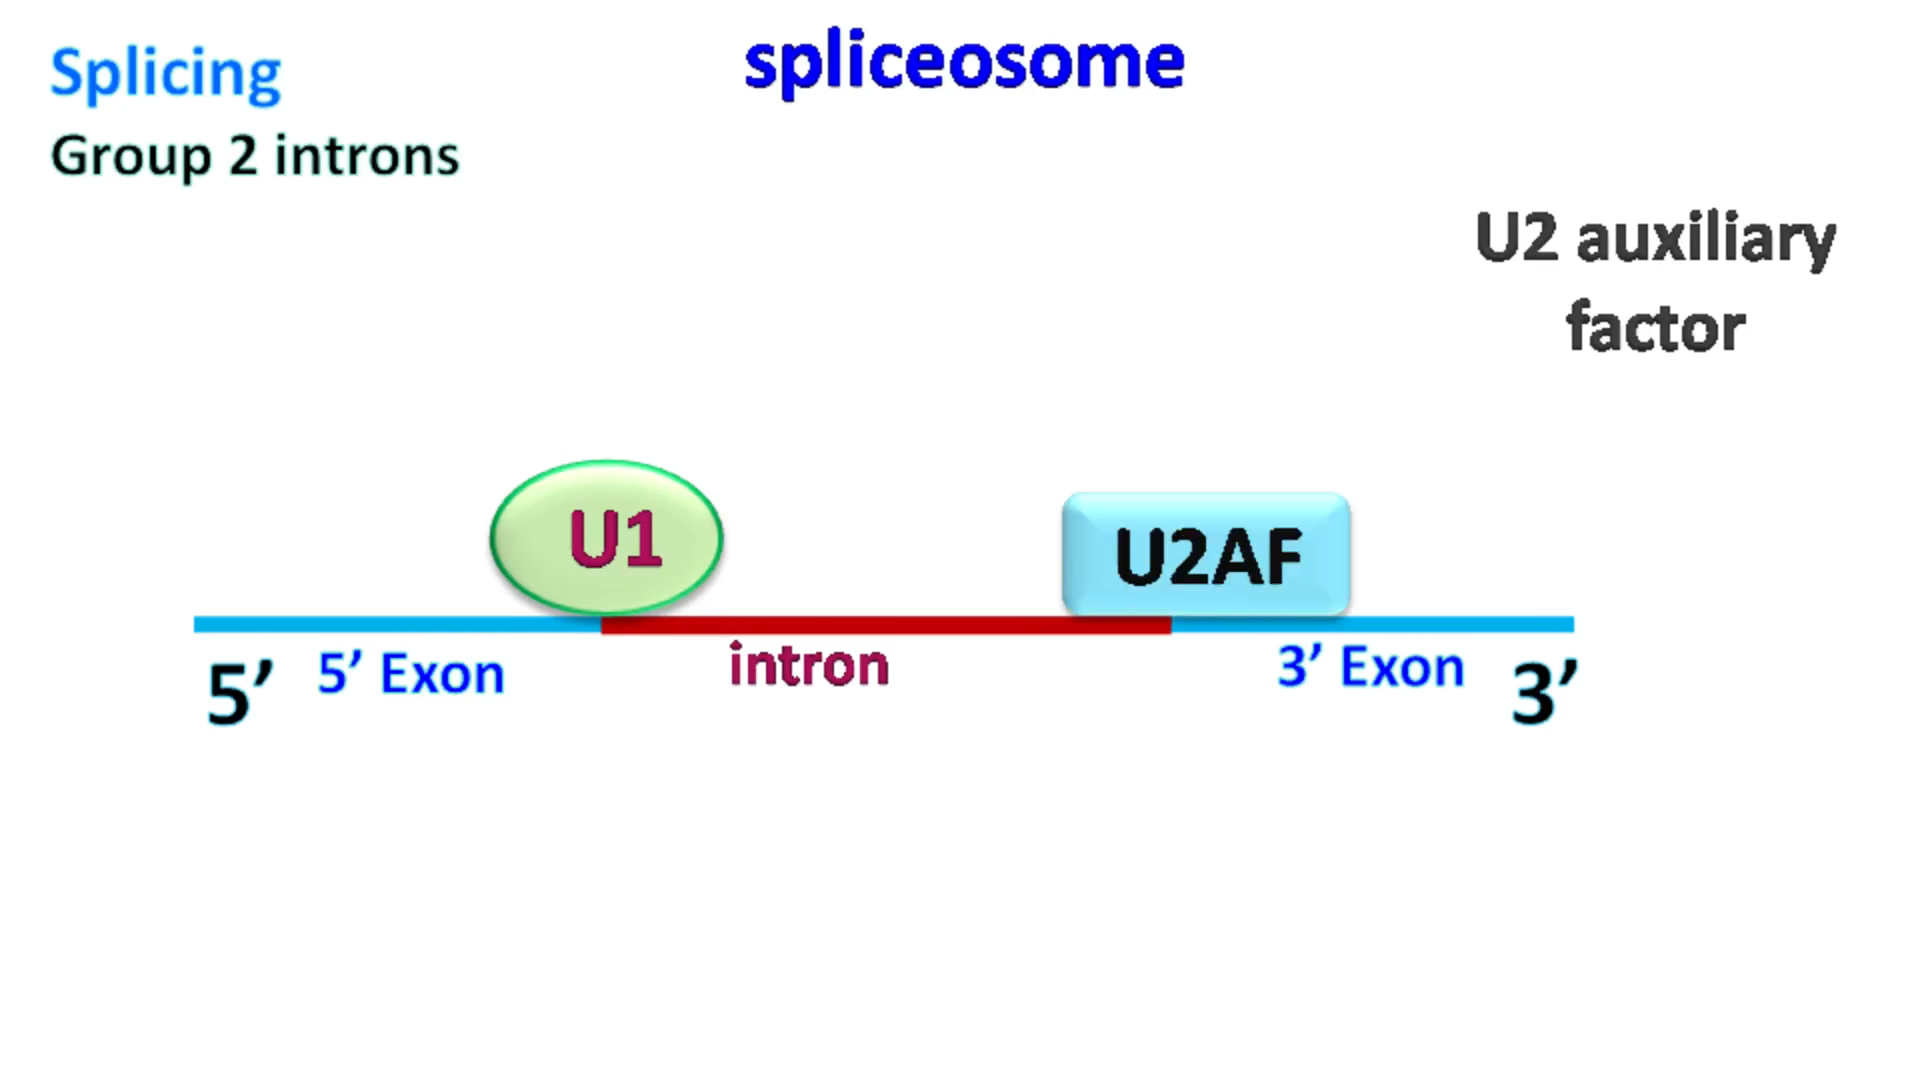 Splicing
spliceosome
Group 2 introns
U2 auxiliary
factor
U1
U2AF
5’
5’ Exon
intron
3’ Exon
3’